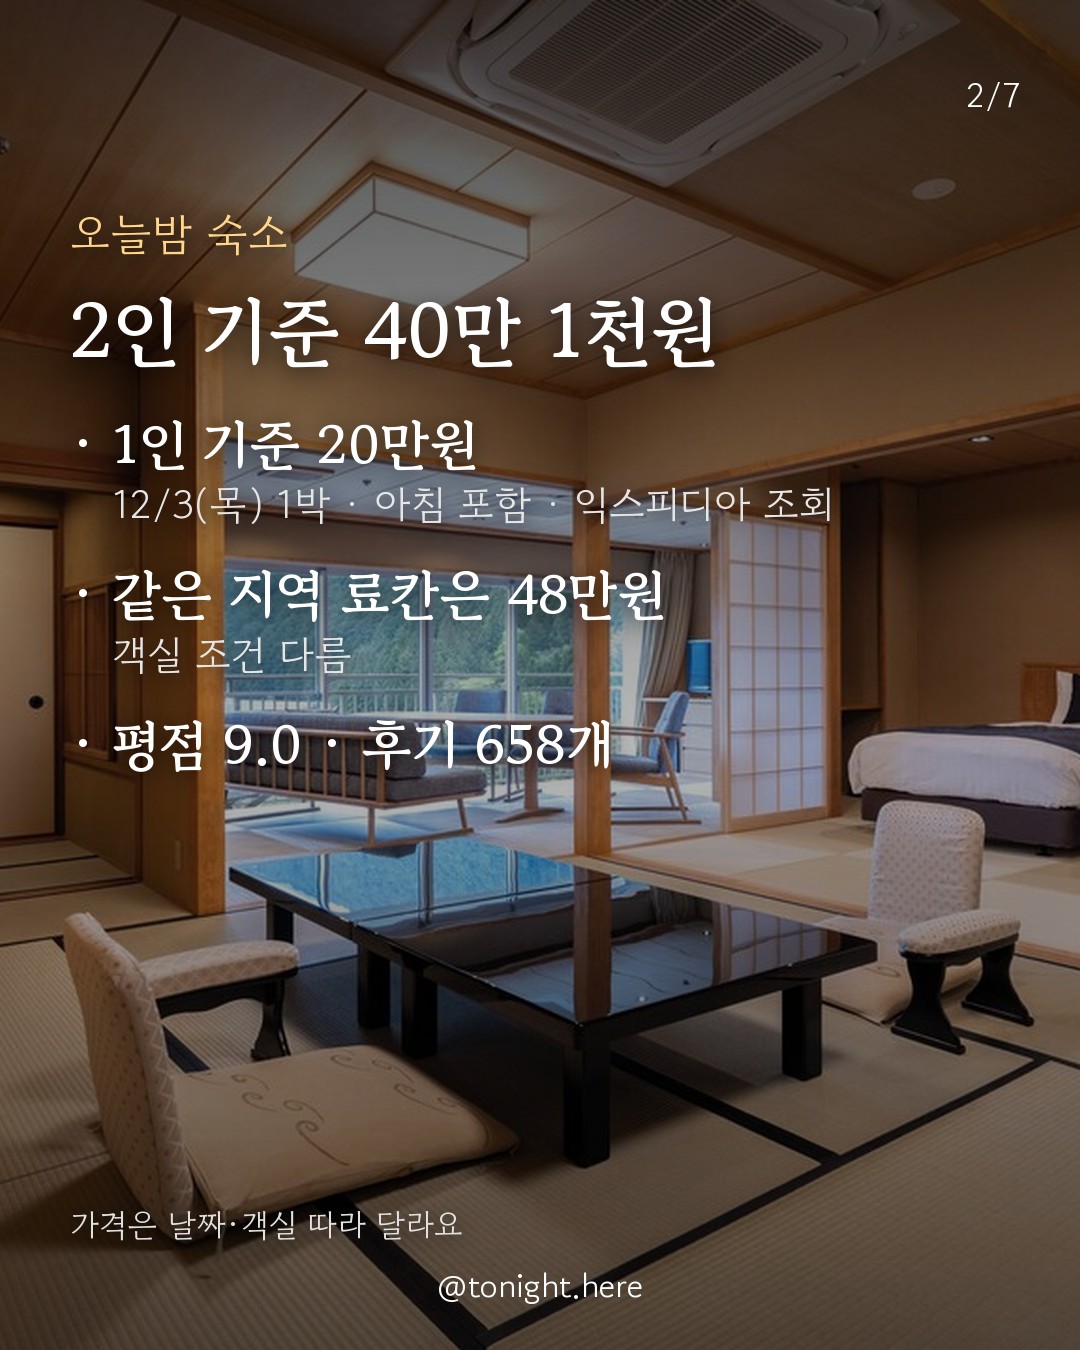 2/7
오늘밤 숙소
2인 기준 40만 1천원
· 1인 기준 20만원
12/3(목) 1박 · 아침 포함 · 익스피디아 조회
· 같은 지역 료칸은 48만원
객실 조건 다름
· 평점 9.0 · 후기 658개
가격은 날짜·객실 따라 달라요
@tonight.here